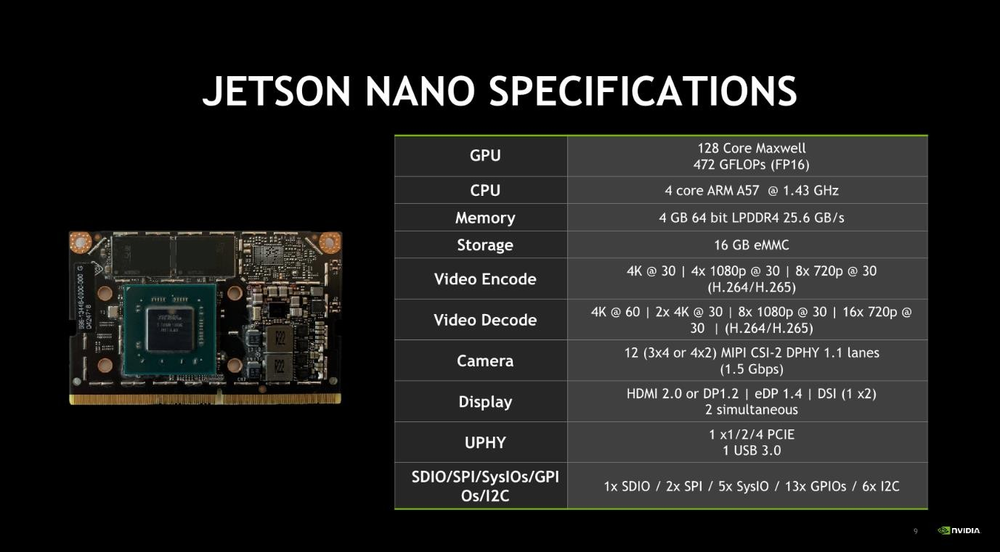 JETSON NANO SPECIFICATIONS
GPU
128 Core Maxwell
472 GFLOPs (FP16)
CPU
4 core ARM A57 @ 1.43 GHz
Memory
4 GB 64 bit LPDDR4 25.6 GB/s
Storage
16 GB eMMC
Video Encode
4K @ 30 | 4x 1080p @ 30 | 8x 720p @ 30
(H.264/H.265)
Video Decode
4K @ 60 | 2x 4K @ 30 | 8x 1080p @ 30 | 16x 720p @
30 | (H.264/H.265)
Camera
12 (3x4 or 4x2) MIPI CSI-2 DPHY 1.1 lanes
(1.5 Gbps)
Display
HDMI 2.0 or DP1.2 | eDP 1.4 | DSI (1 x2)
2 simultaneous
UPHY
1 x1/2/4 PCIE
1 USB 3.0
SDIO/SPI/SysIOs/GPI
Os/I2C
1x SDIO / 2x SPI / 5x SysIO / 13x GPIOs / 6x I2C
R22
R22
9
NVIDIA